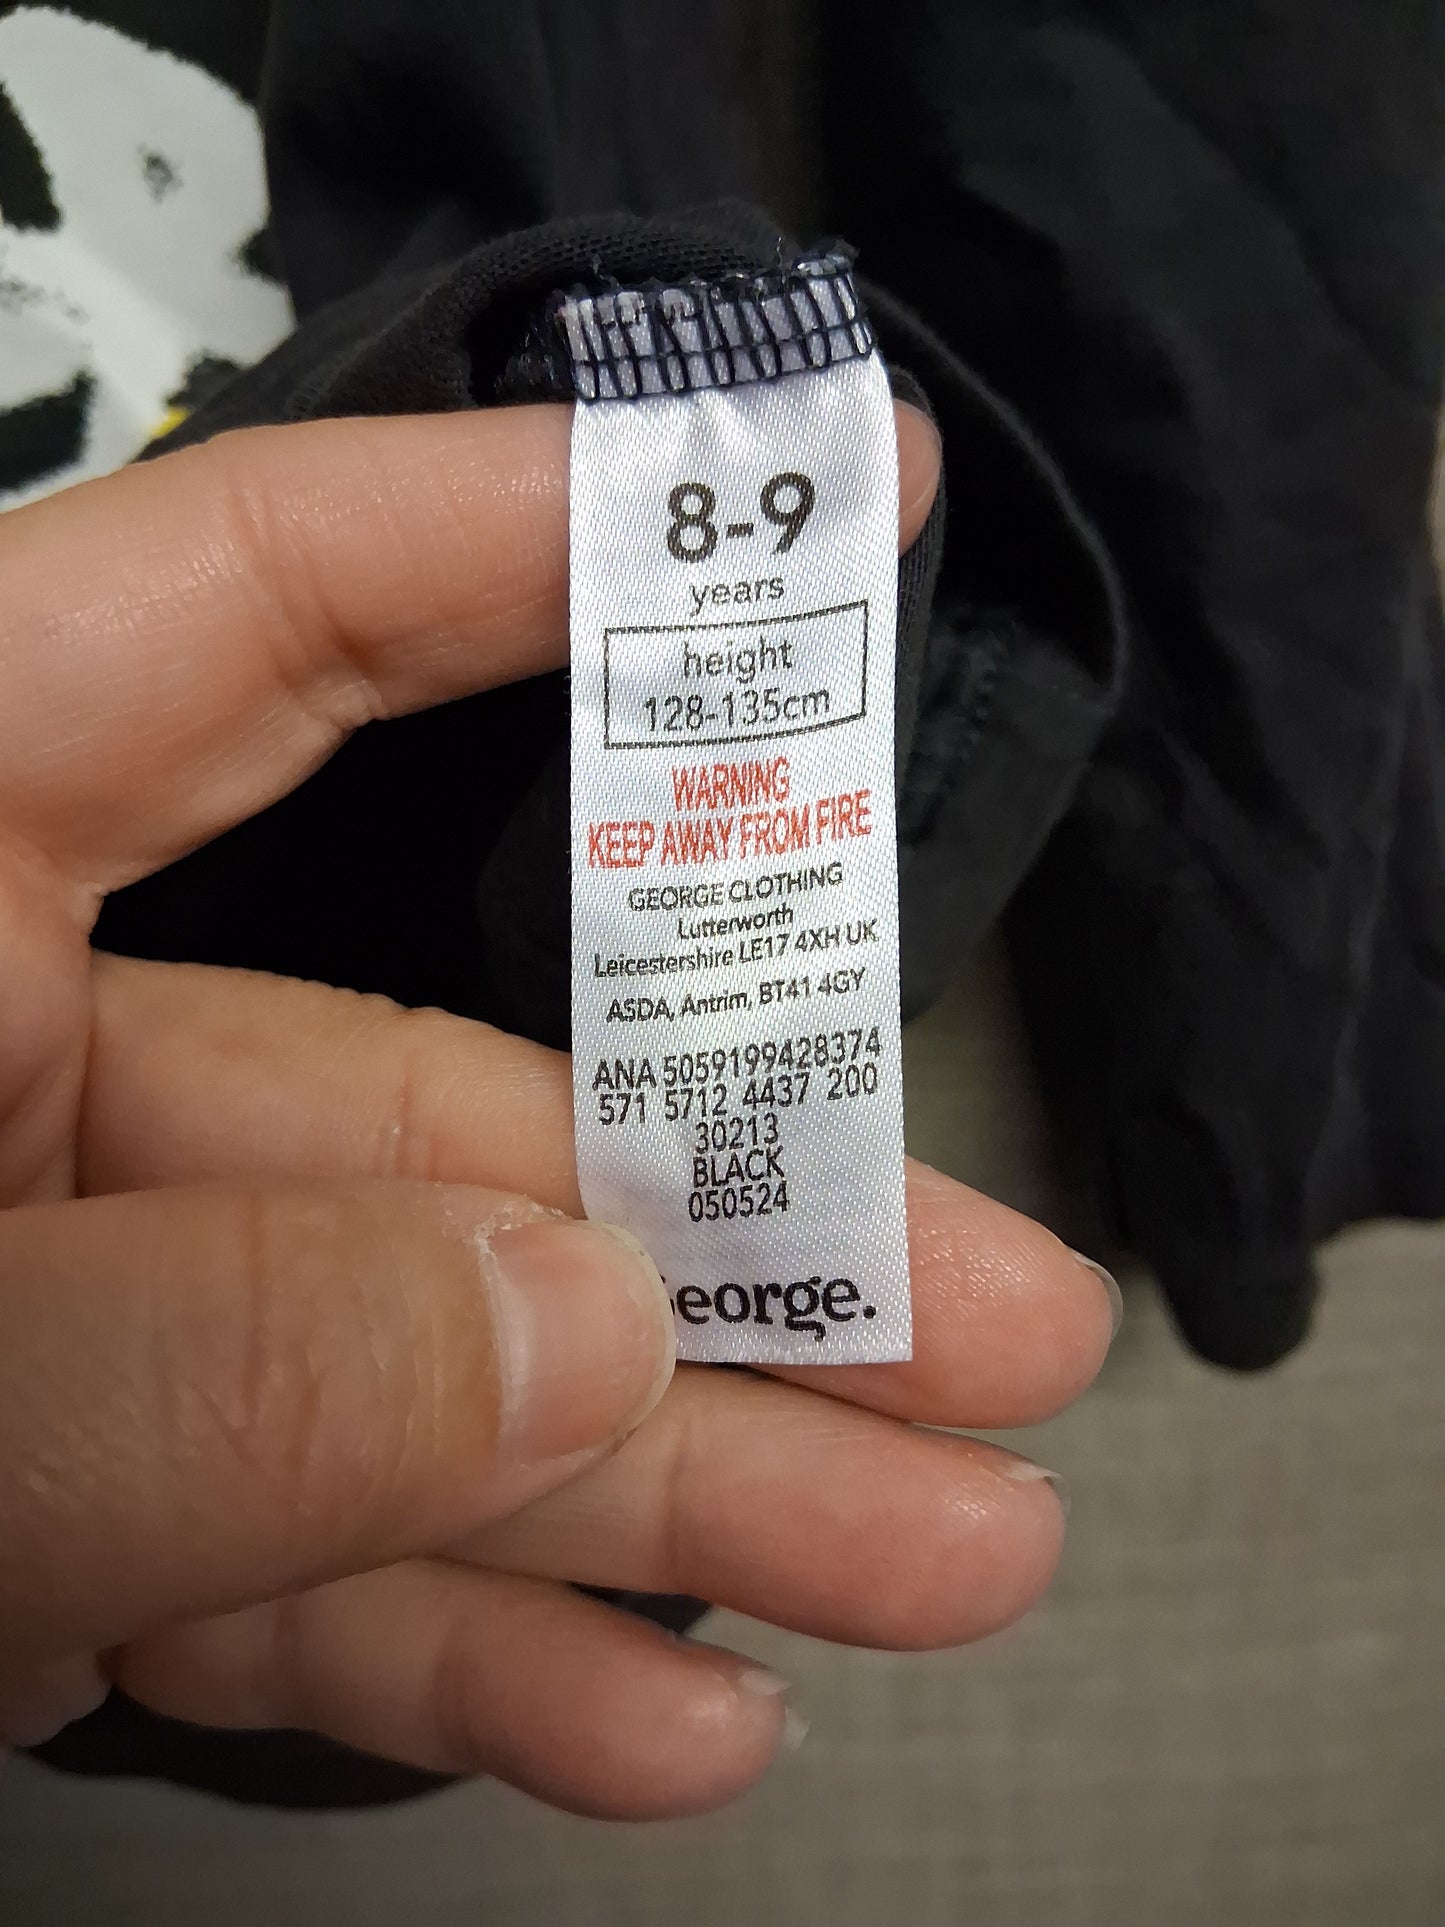 8-9
years
height
128-135cm
WARNING
KEEP AWAY FROM FIRE
GEORGE CLOTHING
Lutterworth
Leicestershire LE17 4XH UK
ASDA, Antrim, BT41 4GY
ANA 5059199428374
571 5712 4437 200
30213
BLACK
050524
George.